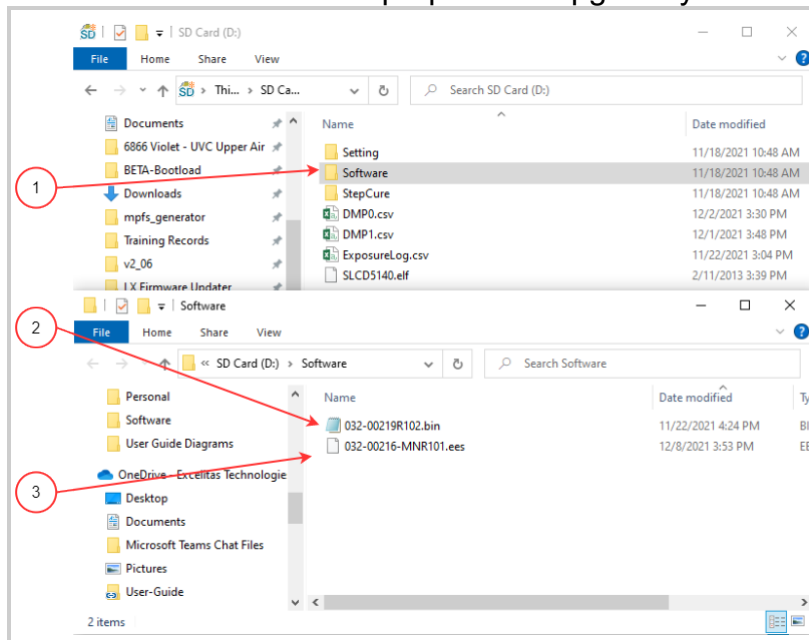 SD Card (D:)
File Home Share View
Thi... > SD Ca... Search SD Card (D:)
Documents
6866 Violet - UVC Upper Air
BETA-Bootload
Downloads
mpfs_generator
Training Records
v2_06
LX Firmware Updater
Name Date modified
Setting 11/18/2021 10:48 AM
Software 11/18/2021 10:48 AM
StepCure 11/18/2021 10:48 AM
DMP0.csv 12/2/2021 3:30 PM
DMP1.csv 12/1/2021 3:48 PM
ExposureLog.csv 11/22/2021 3:04 PM
SLCD5140.elf 2/11/2013 3:39 PM
1
Software
2
File Home Share View
« SD Card (D:) > Software Search Software
Personal
Software
User Guide Diagrams
OneDrive - Excelitas Technologie
Desktop
Documents
Microsoft Teams Chat Files
Pictures
User-Guide
Name Date modified Ty
032-00219R102.bin 11/22/2021 4:24 PM BI
032-00216-MNR101.ees 12/8/2021 3:53 PM EE
3
2 items